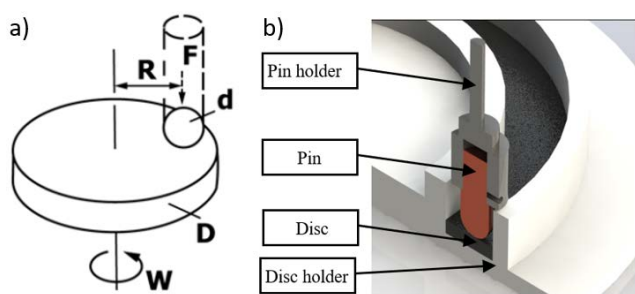 a)
R
F
d
D
W
b)
Pin holder
Pin
Disc
Disc holder